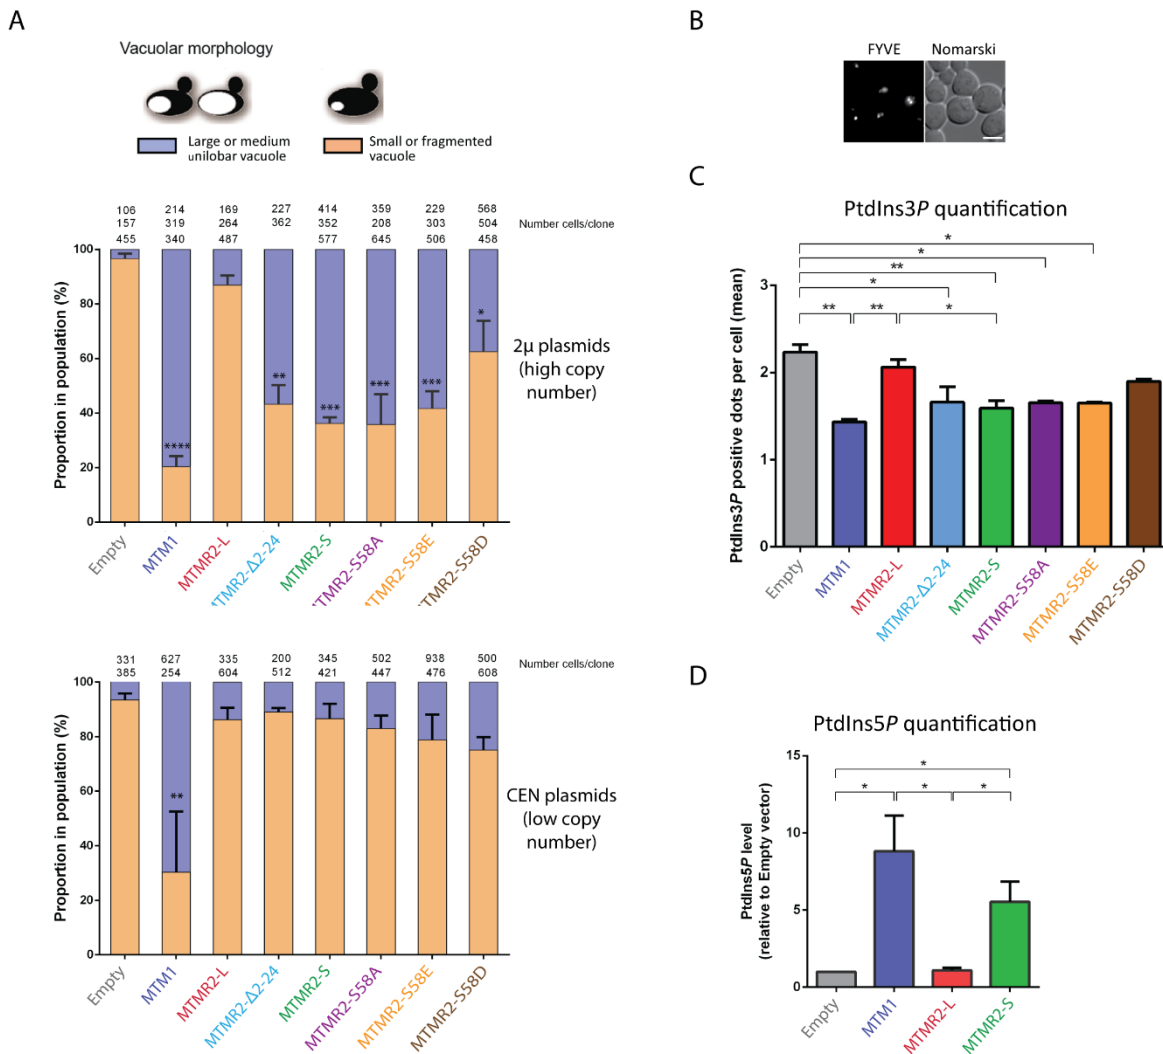 A
Vacuolar morphology
Large or medium
unilobar vacuole
Small or fragmented
vacuole
106 214 169 227 414 359 229 568
157 319 264 362 352 208 303 504
455 340 487 577 645 506 458
Number cells/clone
Proportion in population (%)
100
80
60
40
20
0
**** ** *** *** *** *
2µ plasmids
(high copy
number)
Empty
MTM1
MTMR2-L
MTMR2-Δ2-24
MTMR2-S
MTMR2-S58A
MTMR2-S58E
MTMR2-S58D
331 627 335 200 345 502 938 500
385 254 604 512 421 447 476 608
Number cells/clone
Proportion in population (%)
100
80
60
40
20
0
**
CEN plasmids
(low copy
number)
Empty
MTM1
MTMR2-L
MTMR2-Δ2-24
MTMR2-S
MTMR2-S58A
MTMR2-S58E
MTMR2-S58D
B
FYVE Nomarski
C
PtdIns3P quantification
PtdIns3P positive dots per cell (mean)
3
2
1
0
*
*
**
*
** ** *
Empty
MTM1
MTMR2-L
MTMR2-Δ2-24
MTMR2-S
MTMR2-S58A
MTMR2-S58E
MTMR2-S58D
D
PtdIns5P quantification
PtdIns5P level
(relative to Empty vector)
15
10
5
0
*
* * *
Empty
MTM1
MTMR2-L
MTMR2-S